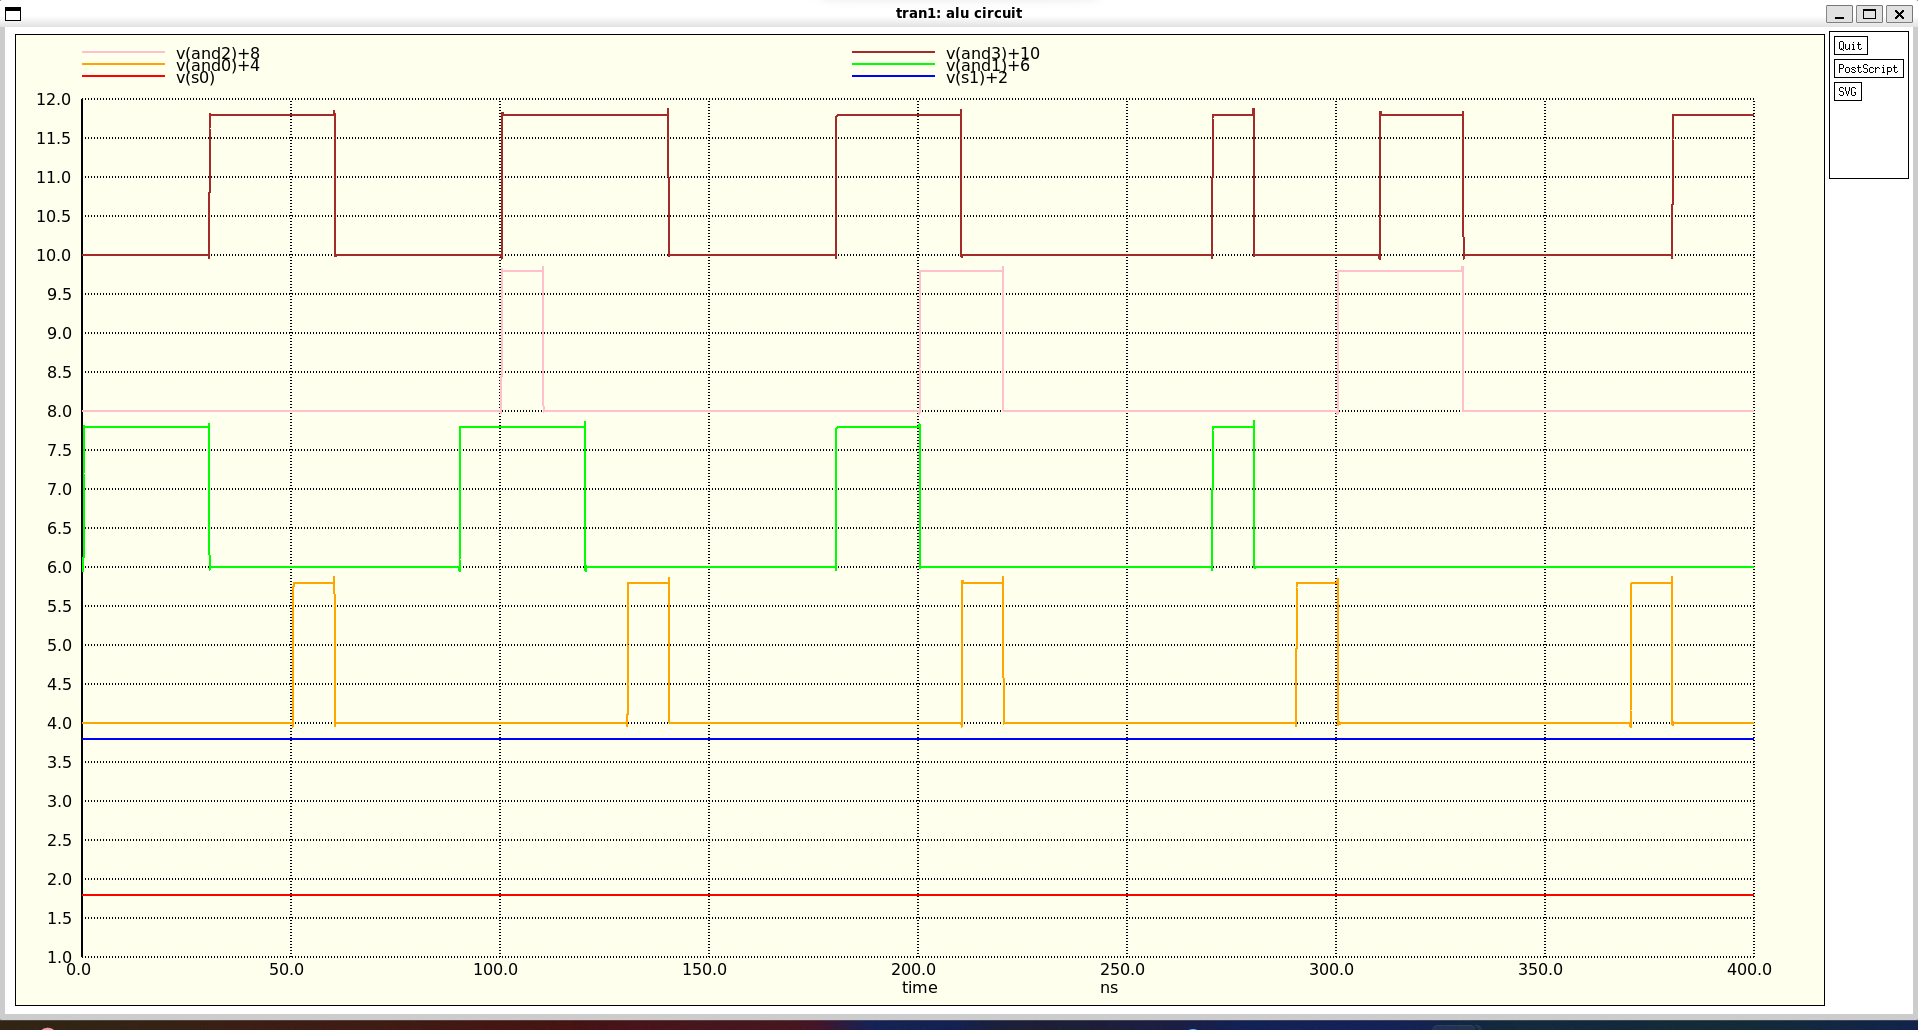 tran1: alu circuit
v(and2)+8 v(and3)+10
v(and0)+4 v(and1)+6
v(s0) v(s1)+2
Quit
PostScript
SVG
12.0
11.5
11.0
10.5
10.0
9.5
9.0
8.5
8.0
7.5
7.0
6.5
6.0
5.5
5.0
4.5
4.0
3.5
3.0
2.5
2.0
1.5
1.0
0.0 50.0 100.0 150.0 200.0 250.0 300.0 350.0 400.0
time ns